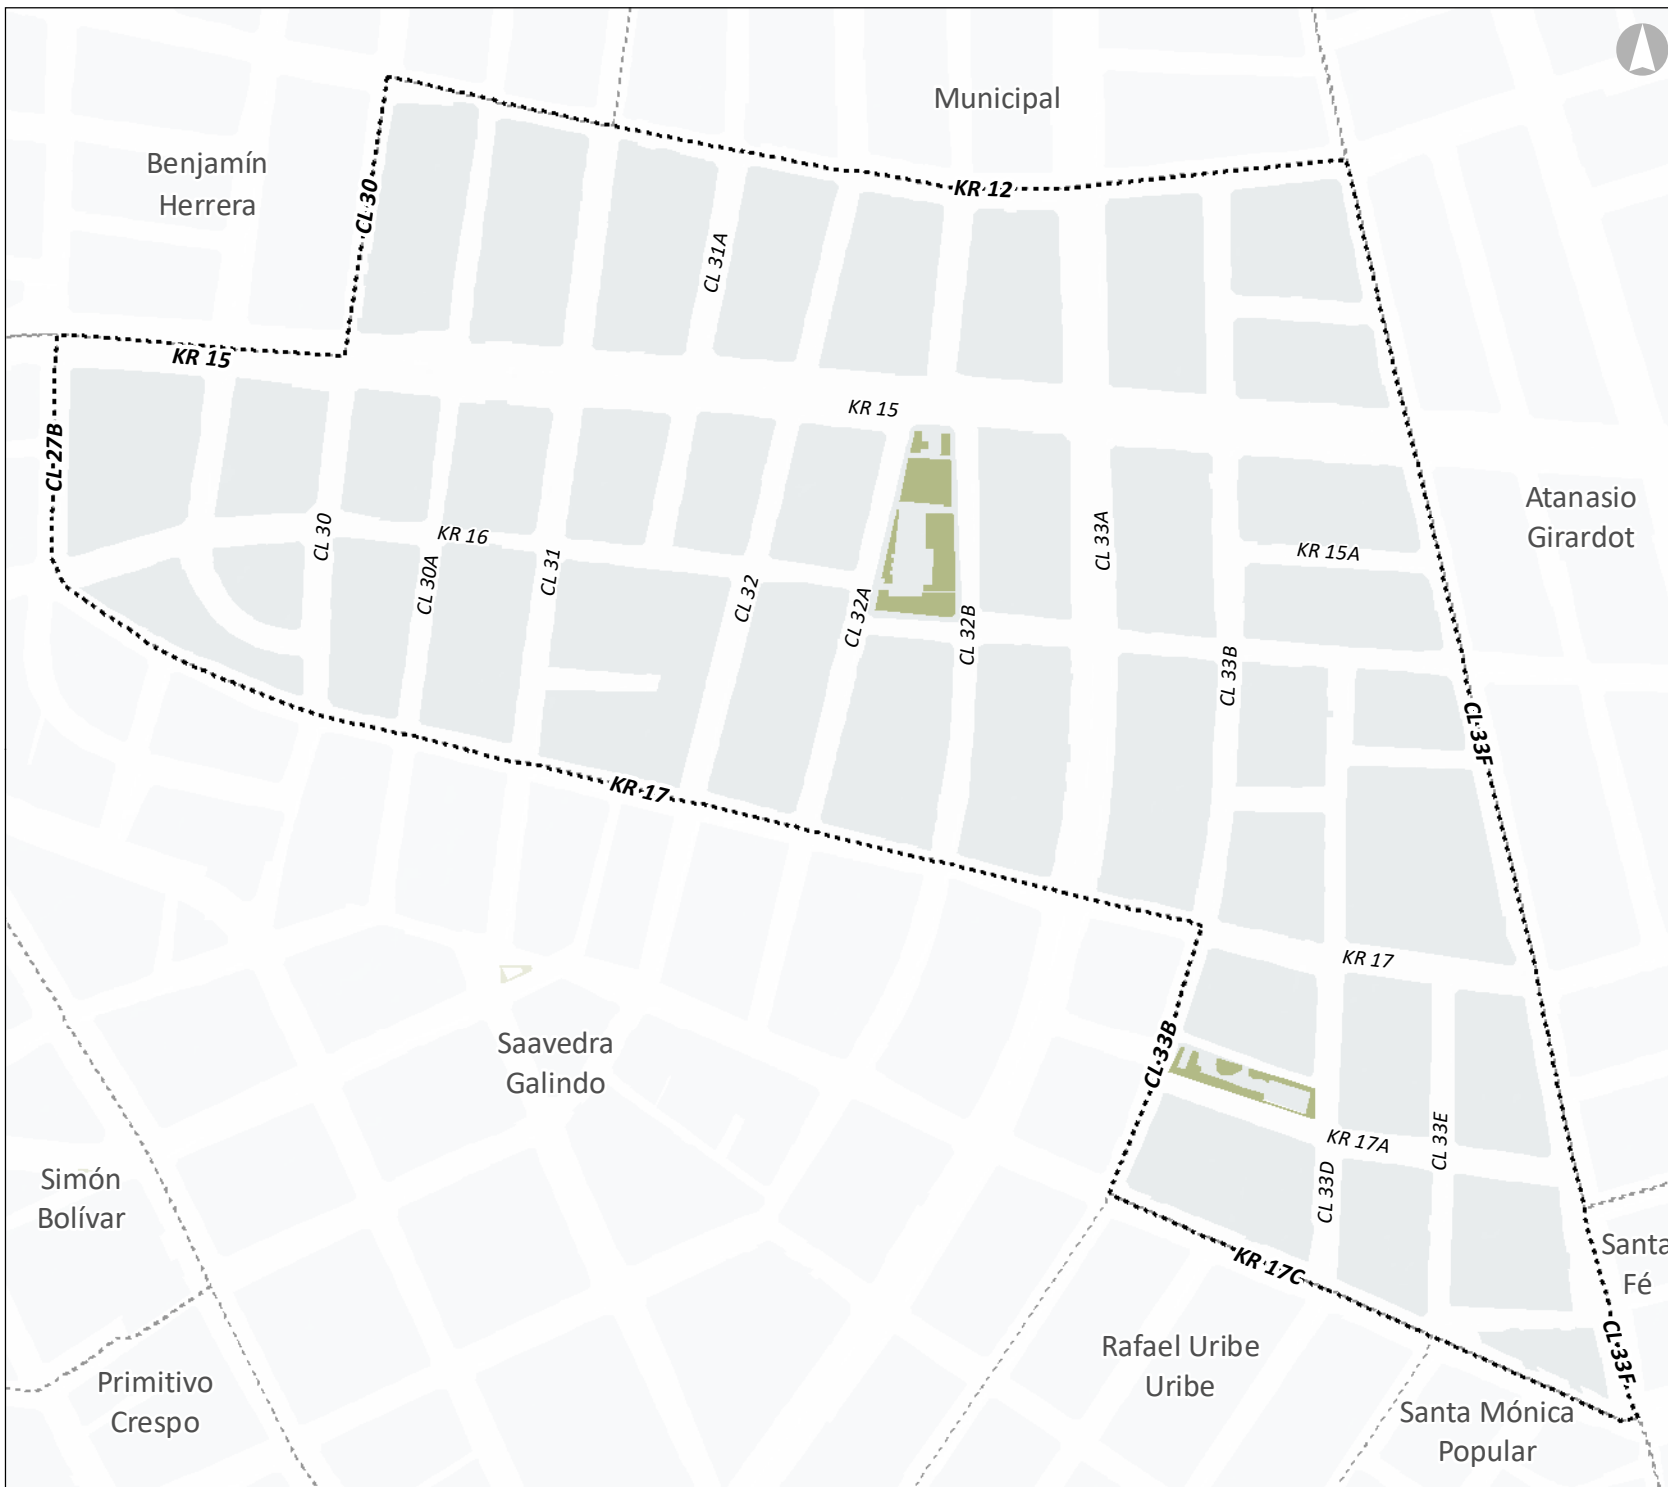 Municipal
Benjamín
Herrera
CL 30
KR 12
CL 31A
KR 15
KR 15
CL 27B
Atanasio
Girardot
CL 30
KR 16
CL 33A
KR 15A
CL 30A
CL 31
CL 32
CL 32A
CL 32B
CL 33B
CL 33F
KR 17
KR 17
Saavedra
Galindo
CL 33B
KR 17A
CL 33E
CL 33D
Simón
Bolívar
Santa
Fé
KR 17C
Rafael Uribe
Uribe
CL 33F
Primitivo
Crespo
Santa Mónica
Popular